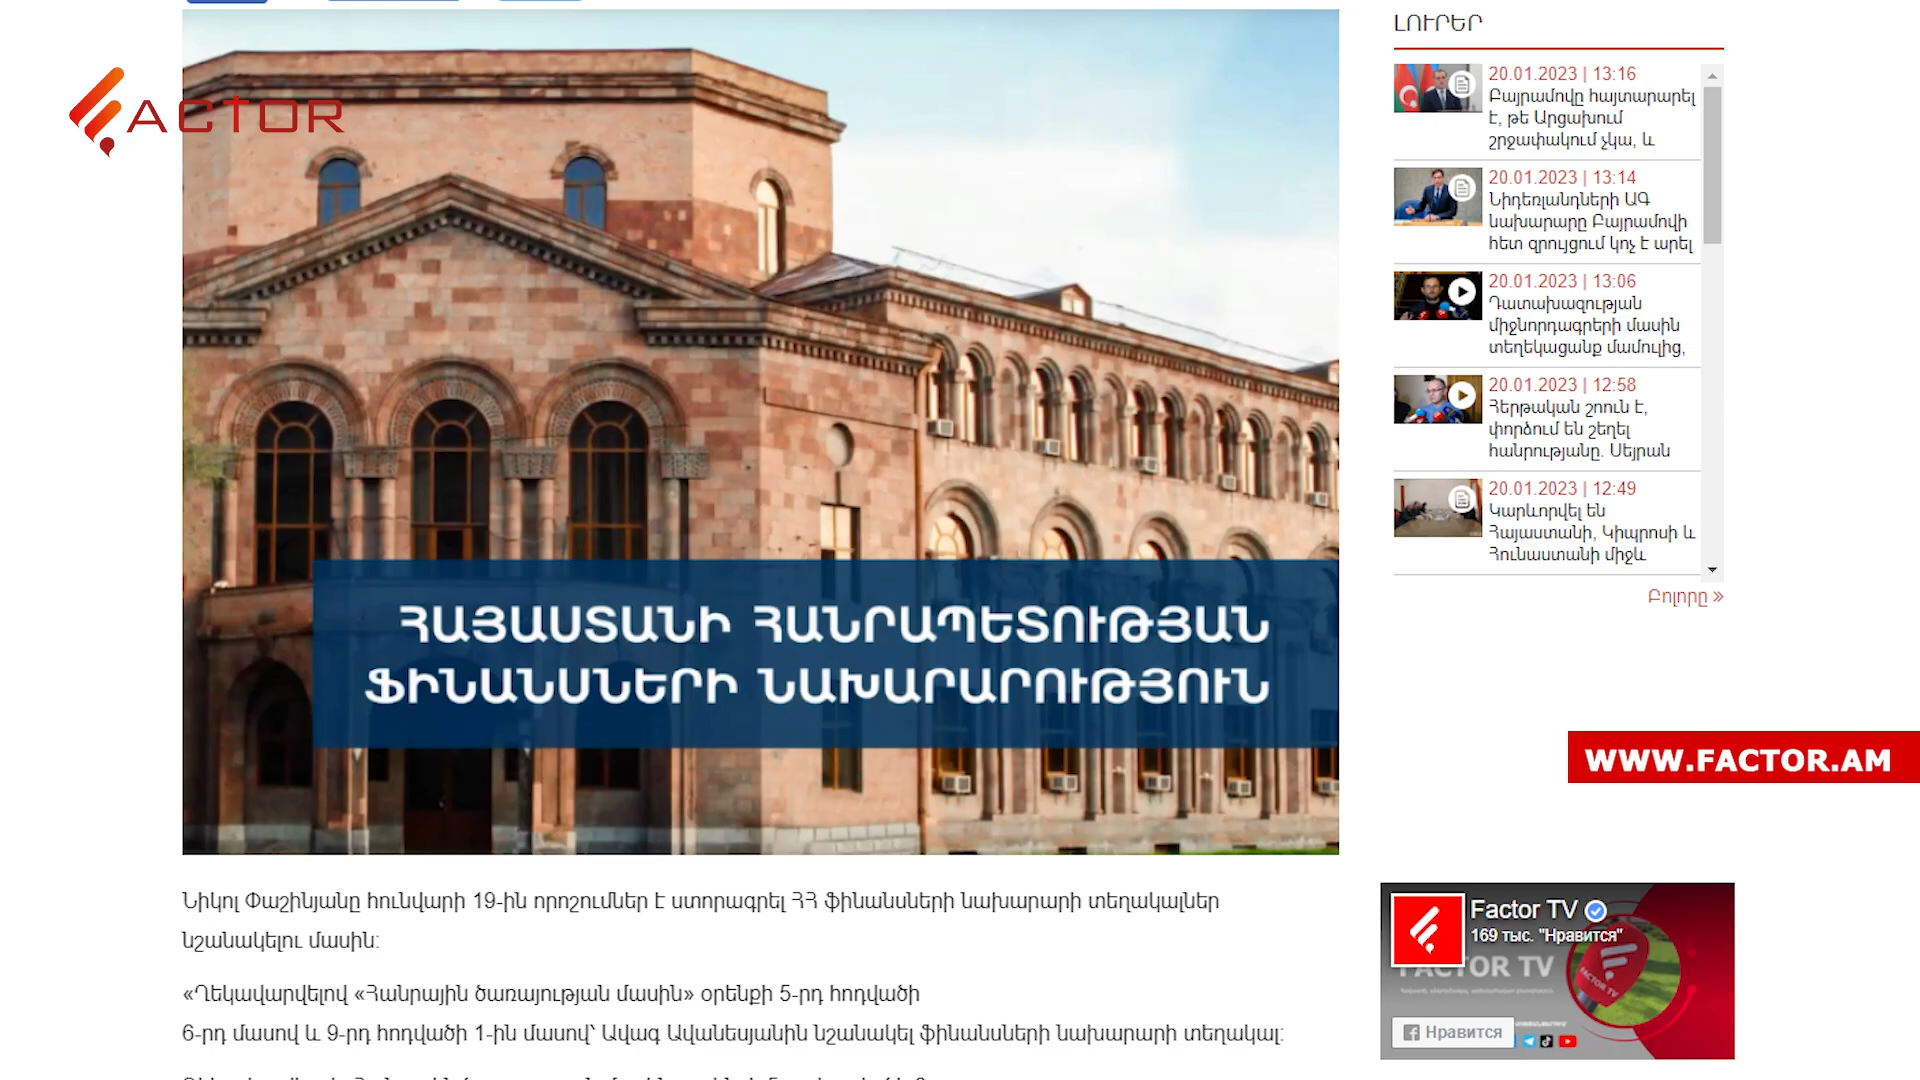 FACTOR
ՀԱՅԱՍՏԱՆԻ ՀԱՆՐԱՊԵՏՈՒԹՅԱՆ
ՖԻՆԱՆՍՆԵՐԻ ՆԱԽԱՐԱՐՈՒԹՅՈՒՆ
Նիկոլ Փաշինյանը հունվարի 19-ին որոշումներ է ստորագրել ՀՀ ֆինանսների նախարարի տեղակալներ
նշանակելու մասին:
«Ղեկավարվելով «Հանրային ծառայության մասին» օրենքի 5-րդ հոդվածի
6-րդ մասով և 9-րդ հոդվածի 1-ին մասով՝ Ավագ Ավանեսյանին նշանակել ֆինանսների նախարարի տեղակալ:
ԼՈՒՐԵՐ
20.01.2023 | 13:16
Բայրամովը հայտարարել
է, թե Արցախում
շրջափակում չկա, և
20.01.2023 | 13:14
Նիդեռլանդների ԱԳ
նախարարը Բայրամովի
հետ զրույցում կոչ է արել
20.01.2023 | 13:06
Դատախազության
միջնորդագրերի մասին
տեղեկացանք մամուլից,
20.01.2023 | 12:58
Հերթական շոուն է,
փորձում են շեղել
հանրությանը. Սեյրան
20.01.2023 | 12:49
Կարևորվել են
Հայաստանի, Կիպրոսի և
Հունաստանի միջև
Բոլորը »
WWW.FACTOR.AM
Factor TV
169 тыс. "Нравится"
FACTOR TV
FACTOR TV
Нравится